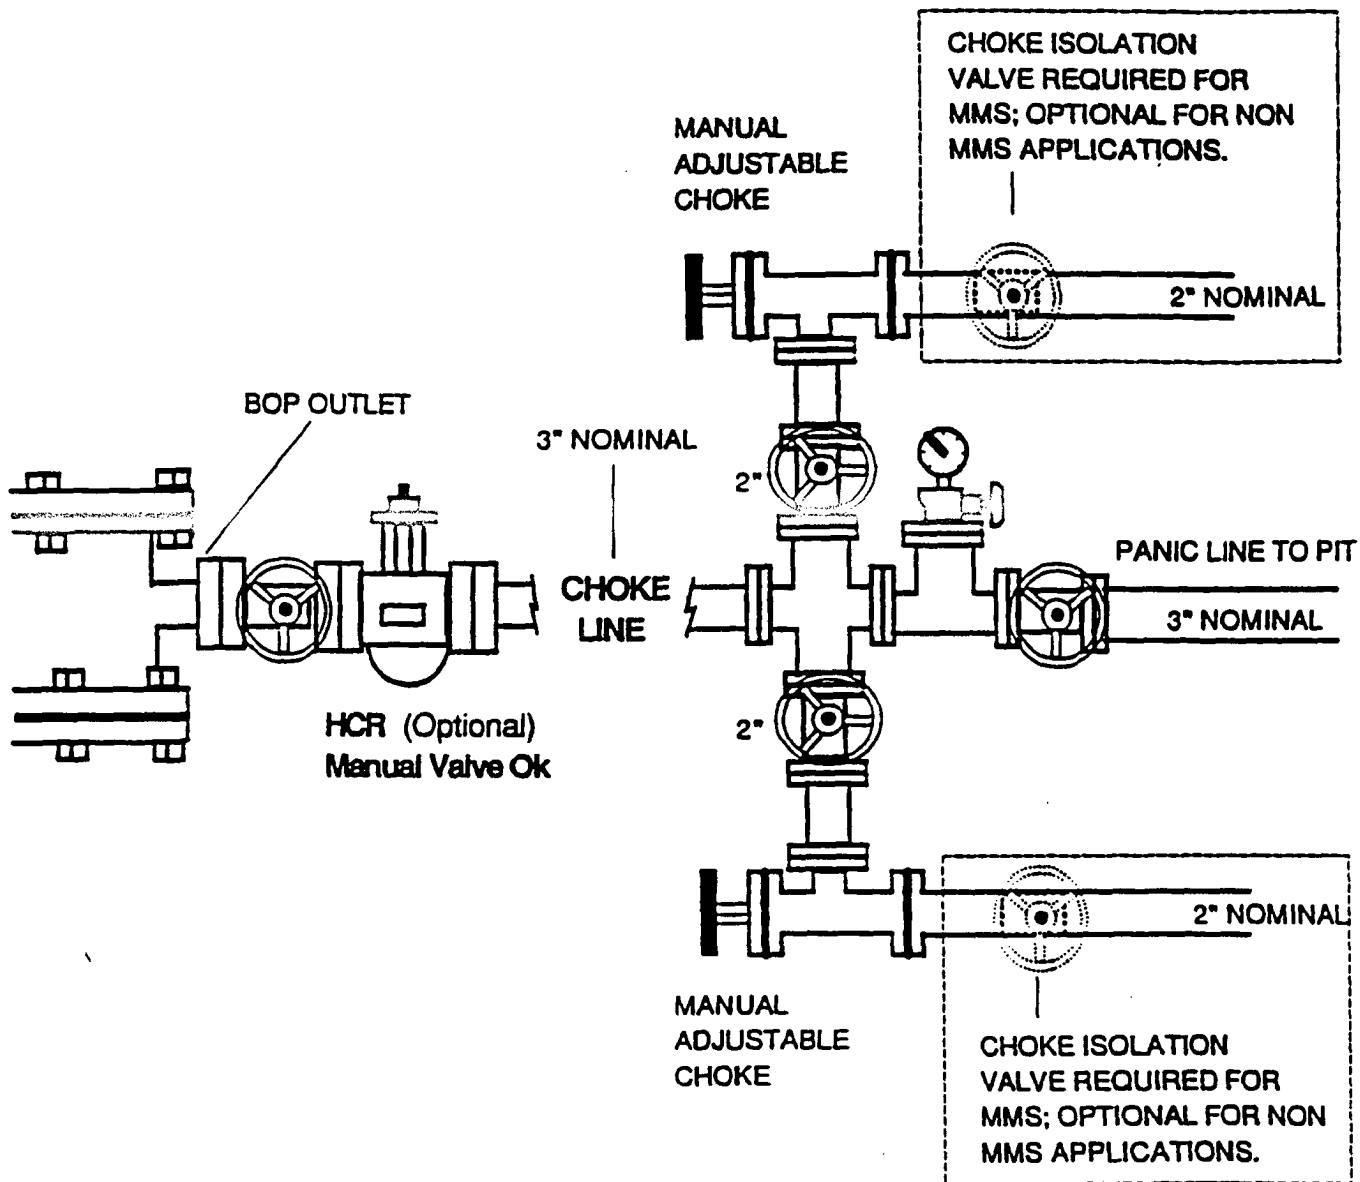 CHOKE ISOLATION
VALVE REQUIRED FOR
MMS; OPTIONAL FOR NON
MMS APPLICATIONS.
MANUAL
ADJUSTABLE
CHOKE
2" NOMINAL
BOP OUTLET
3" NOMINAL
2"
PANIC LINE TO PIT
CHOKE
LINE
3" NOMINAL
HCR (Optional)
Manual Valve Ok
2"
2" NOMINAL
MANUAL
ADJUSTABLE
CHOKE
CHOKE ISOLATION
VALVE REQUIRED FOR
MMS; OPTIONAL FOR NON
MMS APPLICATIONS.